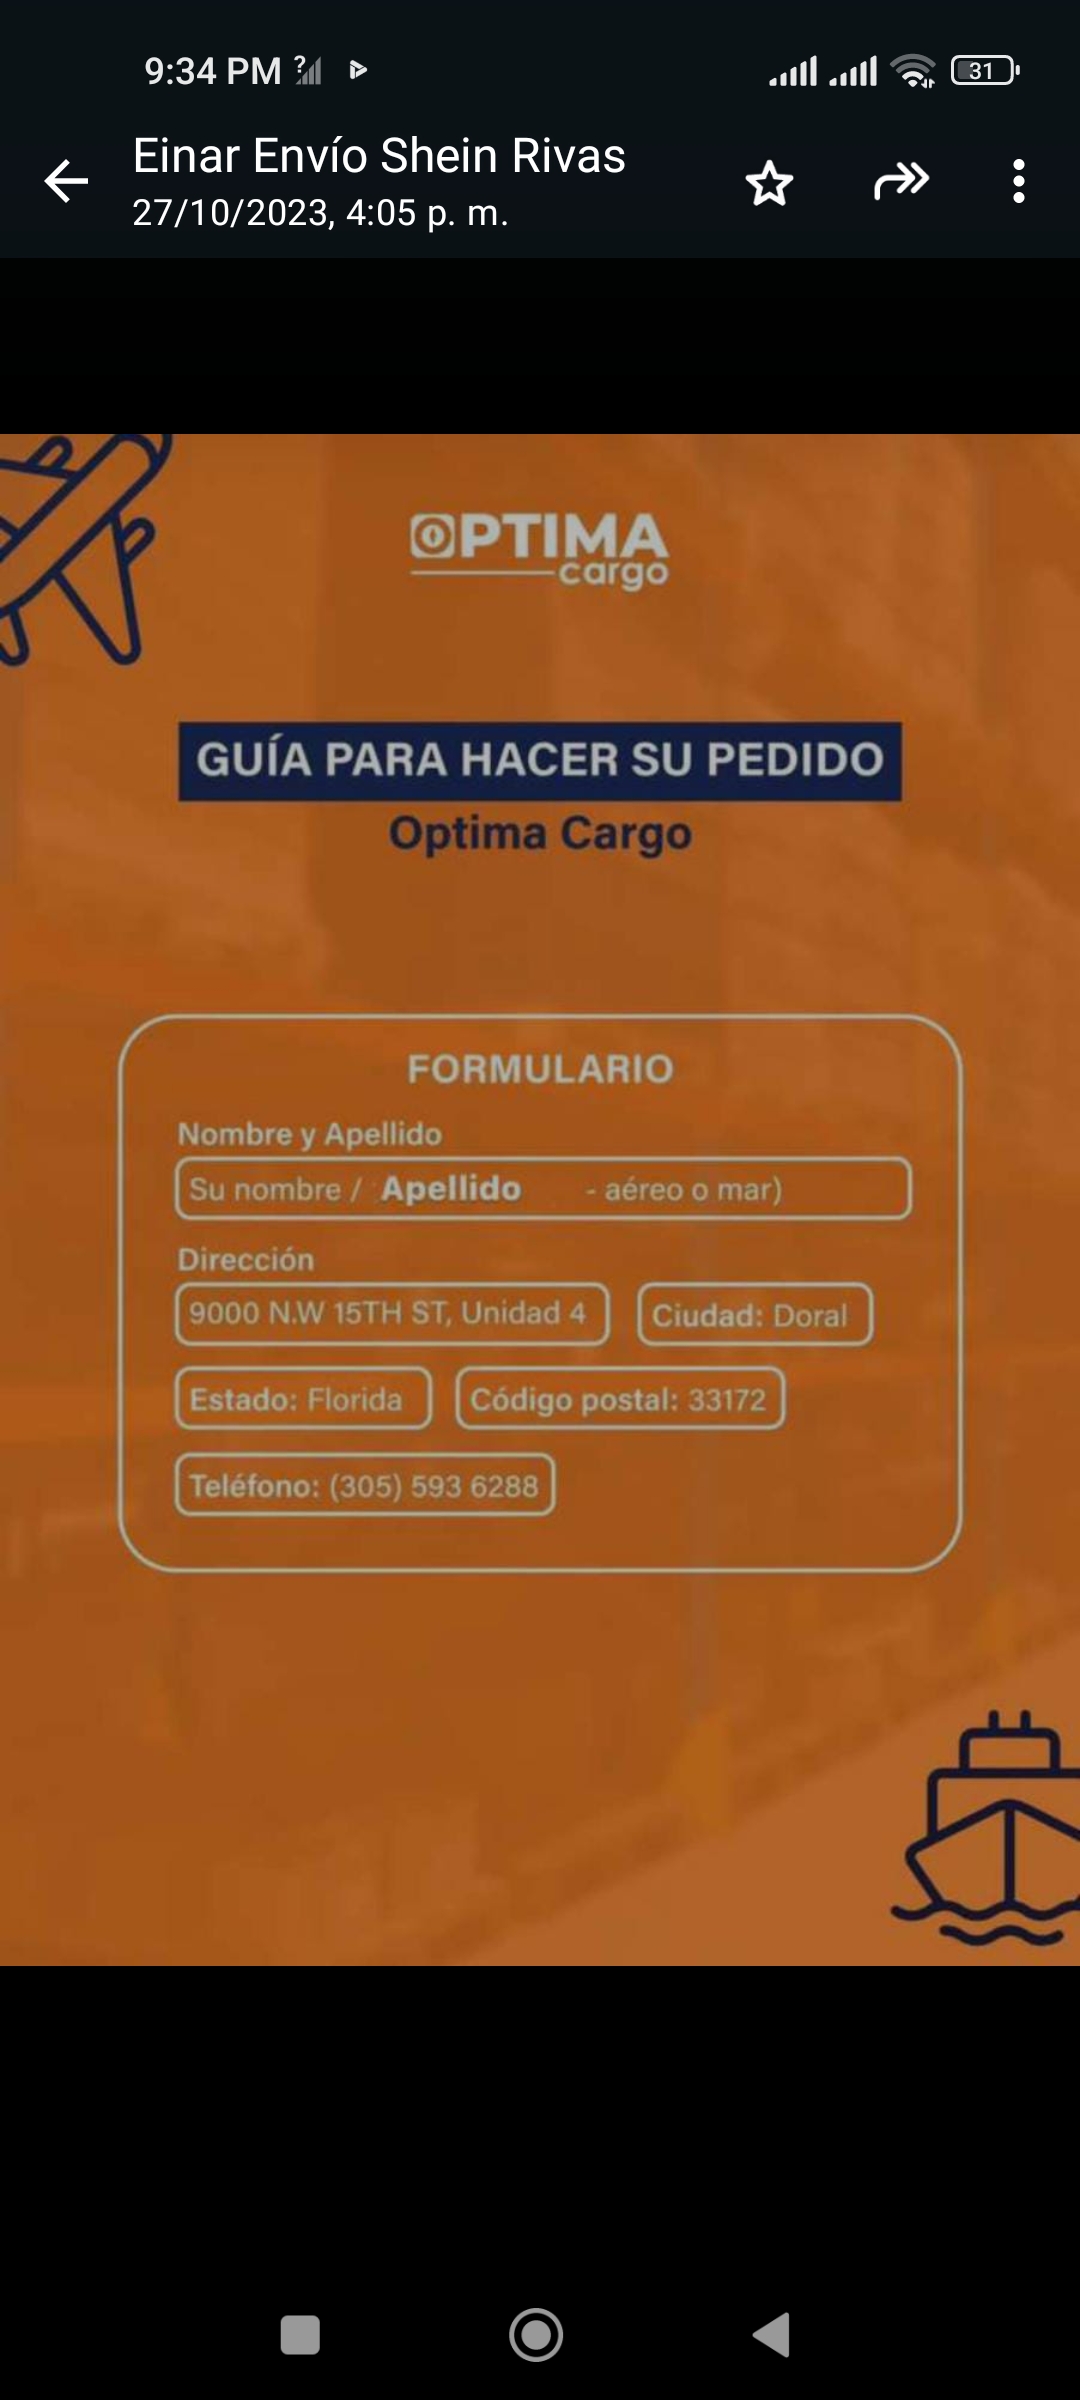 9:34 PM
31
Einar Envío Shein Rivas
27/10/2023, 4:05 p. m.
OPTIMA
cargo
GUÍA PARA HACER SU PEDIDO
Optima Cargo
FORMULARIO
Nombre y Apellido
Su nombre / Apellido - aéreo o mar)
Dirección
9000 N.W 15TH ST, Unidad 4 Ciudad: Doral
Estado: Florida Código postal: 33172
Teléfono: (305) 593 6288